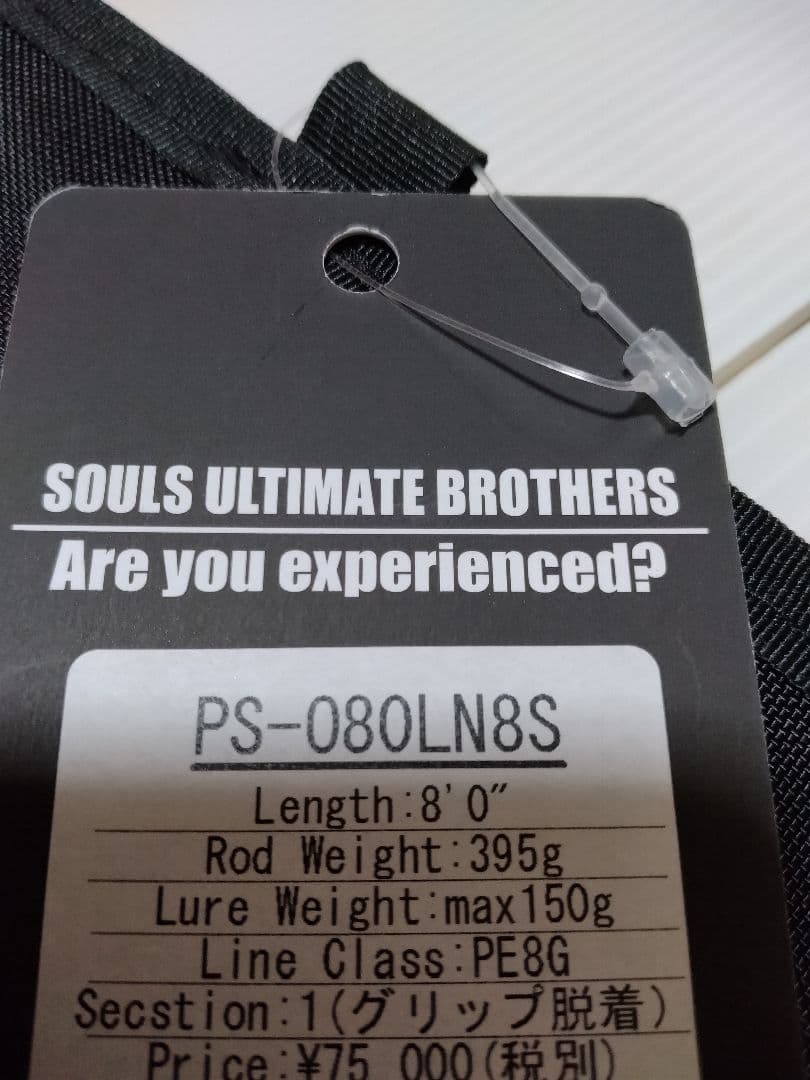 SOULS ULTIMATE BROTHERS
Are you experienced?
PS-080LN8S
Length:8'0"
Rod Weight:395g
Lure Weight:max150g
Line Class:PE8G
Secstion:1(グリップ脱着)
Price:¥75,000(税別)